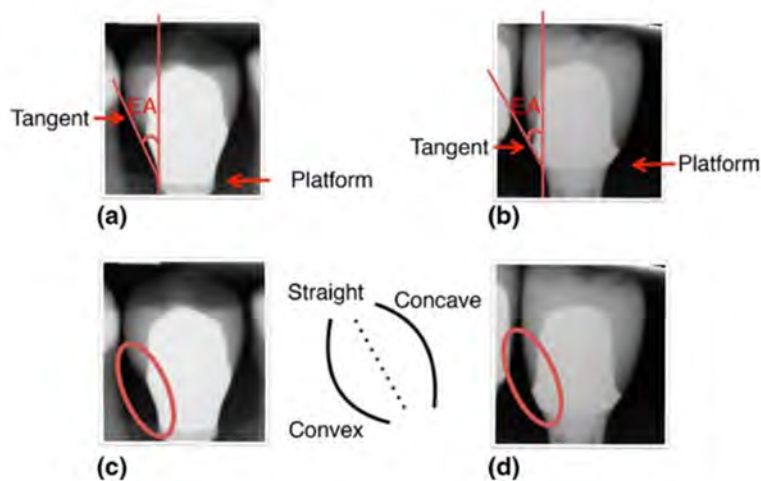 EA
Tangent
Platform
(a)
EA
Tangent
Platform
(b)
Straight
Concave
Convex
(c)
(d)